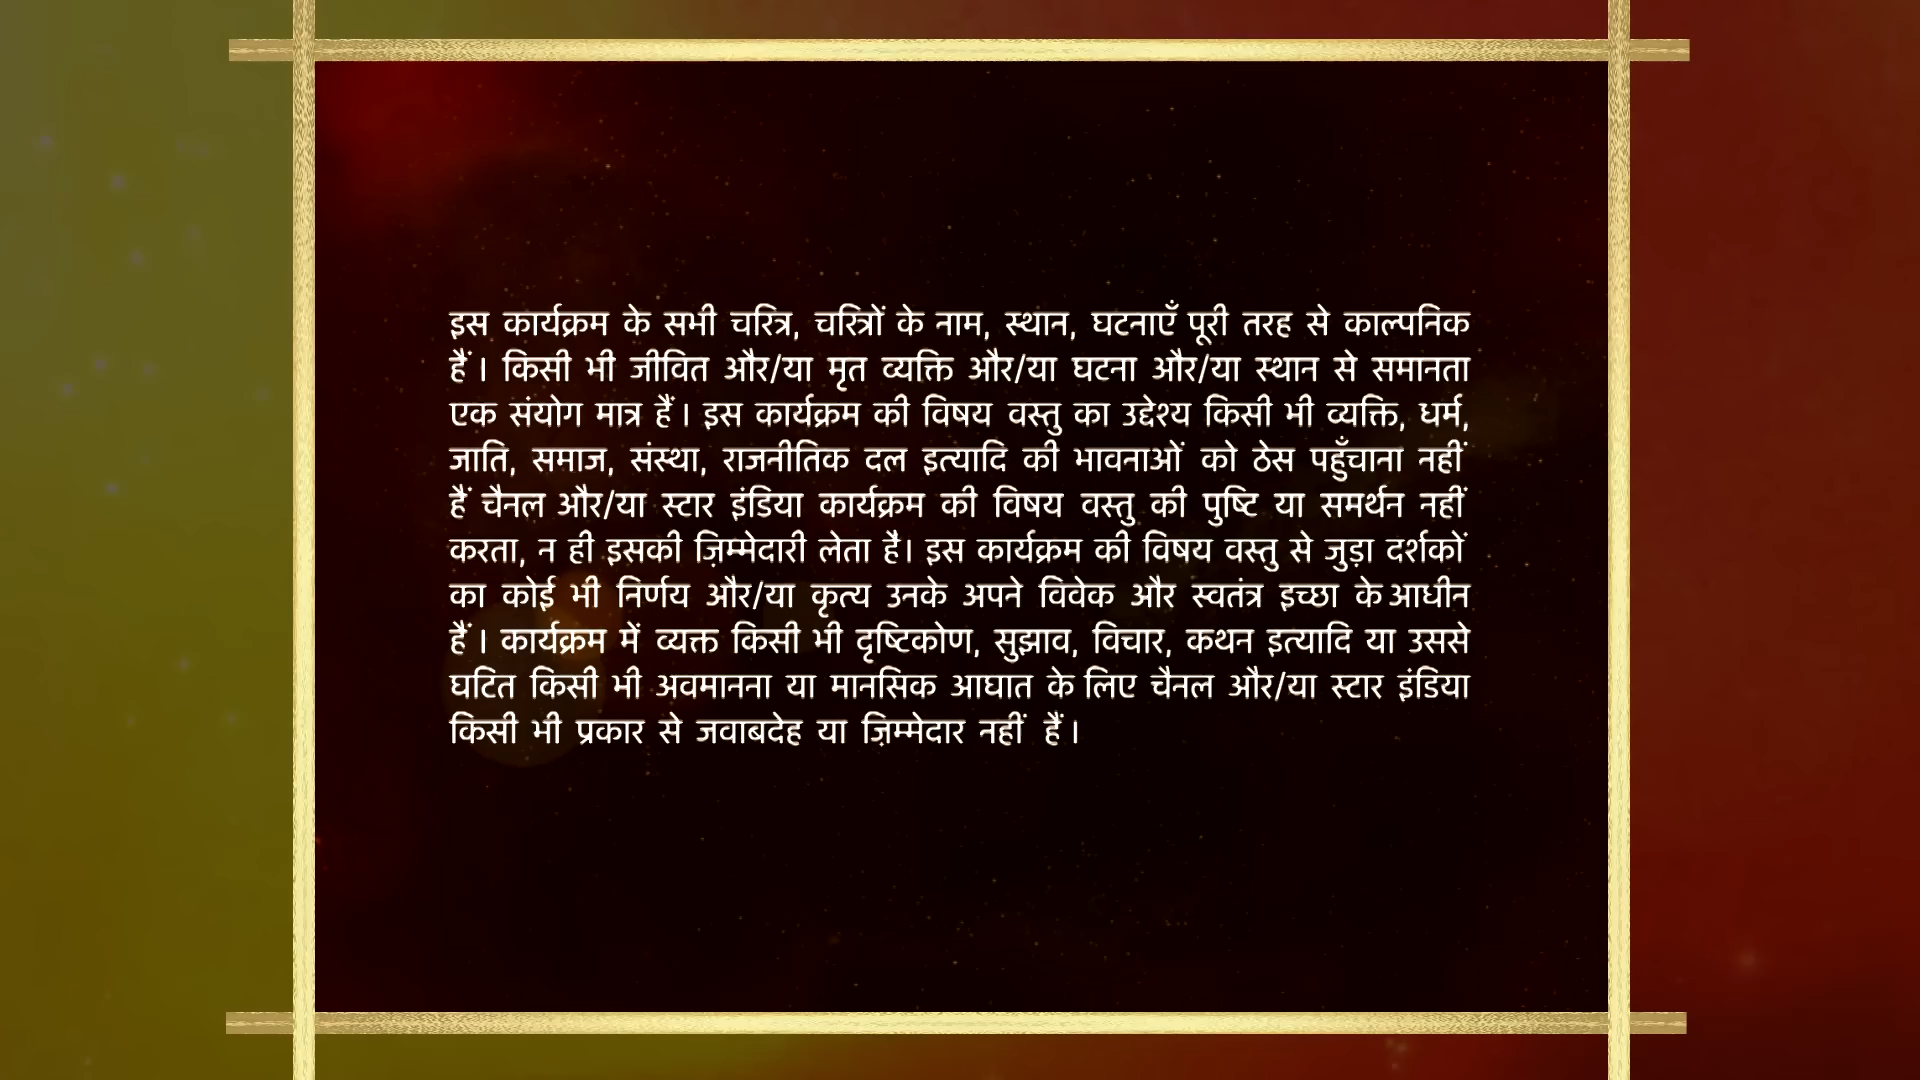 इस कार्यक्रम के सभी चरित्र, चरित्रों के नाम, स्थान, घटनाएँ पूरी तरह से काल्पनिक
हैं । किसी भी जीवित और/या मृत व्यक्ति और/या घटना और/या स्थान से समानता
एक संयोग मात्र हैं । इस कार्यक्रम की विषय वस्तु का उद्देश्य किसी भी व्यक्ति, धर्म,
जाति, समाज, संस्था, राजनीतिक दल इत्यादि की भावनाओं को ठेस पहुँचाना नहीं
हैं चैनल और/या स्टार इंडिया कार्यक्रम की विषय वस्तु की पुष्टि या समर्थन नहीं
करता, न ही इसकी ज़िम्मेदारी लेता है। इस कार्यक्रम की विषय वस्तु से जुड़ा दर्शकों
का कोई भी निर्णय और/या कृत्य उनके अपने विवेक और स्वतंत्र इच्छा के आधीन
हैं । कार्यक्रम में व्यक्त किसी भी दृष्टिकोण, सुझाव, विचार, कथन इत्यादि या उससे
घटित किसी भी अवमानना या मानसिक आघात के लिए चैनल और/या स्टार इंडिया
किसी भी प्रकार से जवाबदेह या ज़िम्मेदार नहीं हैं ।